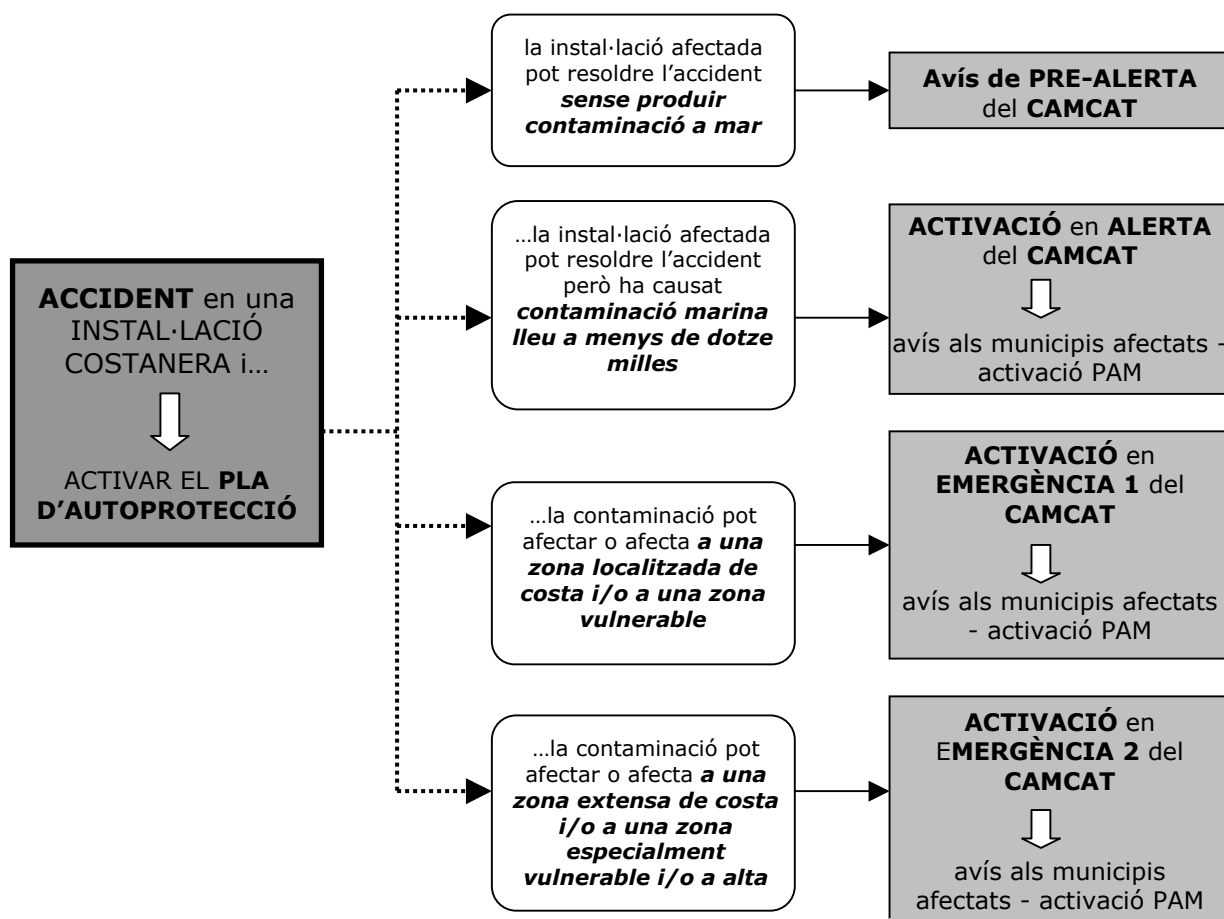 ACCIDENT en una
INSTAL·LACIÓ
COSTANERA i...
ACTIVAR EL PLA
D'AUTOPROTECCIÓ
la instal·lació afectada
pot resoldre l'accident
sense produir
contaminació a mar
Avís de PRE-ALERTA
del CAMCAT
...la instal·lació afectada
pot resoldre l'accident
però ha causat
contaminació marina
lleu a menys de dotze
milles
ACTIVACIÓ en ALERTA
del CAMCAT
avís als municipis afectats -
activació PAM
...la contaminació pot
afectar o afecta a una
zona localitzada de
costa i/o a una zona
vulnerable
ACTIVACIÓ en
EMERGÈNCIA 1 del
CAMCAT
avís als municipis afectats
- activació PAM
...la contaminació pot
afectar o afecta a una
zona extensa de costa
i/o a una zona
especialment
vulnerable i/o a alta
ACTIVACIÓ en
EMERGÈNCIA 2 del
CAMCAT
avís als municipis
afectats - activació PAM